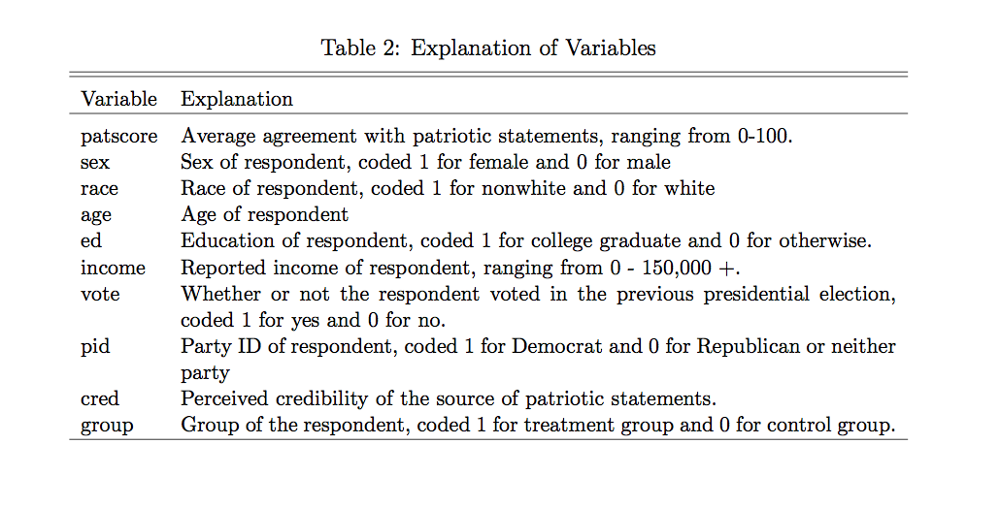 Table 2: Explanation of Variables
Variable Explanation
patscore Average agreement with patriotic statements, ranging from 0-100.
sex Sex of respondent, coded 1 for female and 0 for male
race Race of respondent, coded 1 for nonwhite and 0 for white
age Age of respondent
ed Education of respondent, coded 1 for college graduate and 0 for otherwise.
income Reported income of respondent, ranging from 0 - 150,000 +.
vote Whether or not the respondent voted in the previous presidential election,
coded 1 for yes and 0 for no.
pid Party ID of respondent, coded 1 for Democrat and 0 for Republican or neither
party
cred Perceived credibility of the source of patriotic statements.
group Group of the respondent, coded 1 for treatment group and 0 for control group.